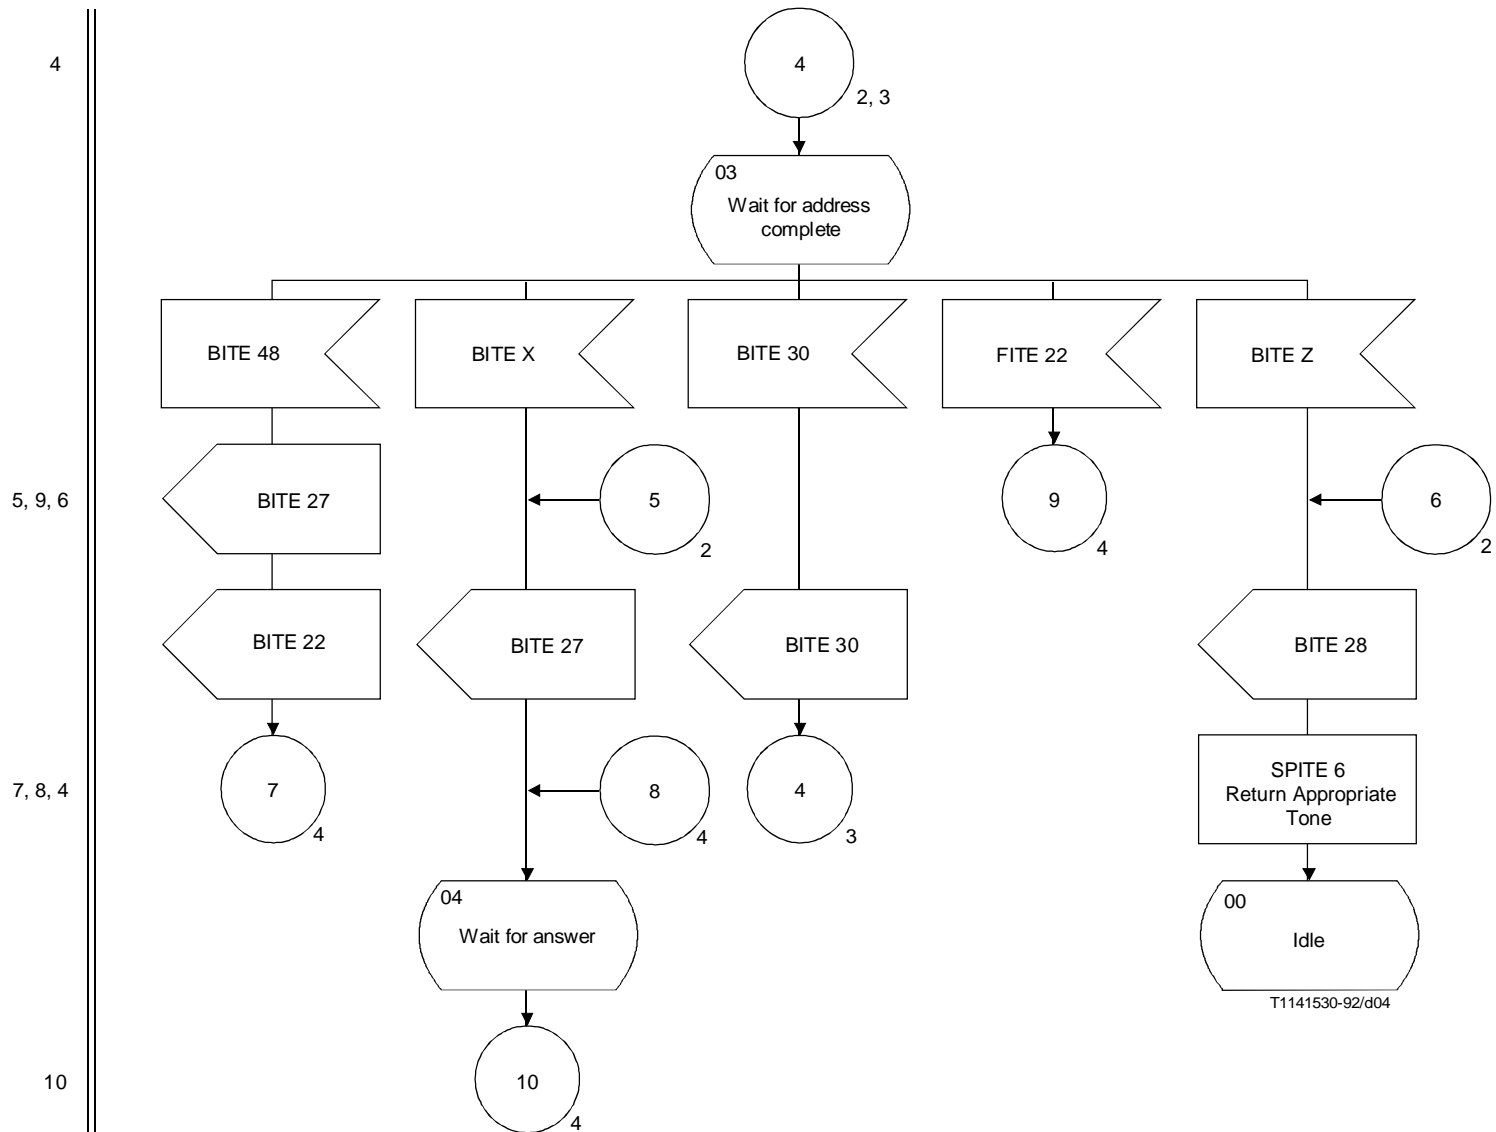 4
4
2, 3
03
Wait for address
complete
BITE 48
BITE X
BITE 30
FITE 22
BITE Z
5, 9, 6
BITE 27
5
2
9
4
6
2
BITE 22
BITE 27
BITE 30
BITE 28
7, 8, 4
7
4
8
4
4
3
SPITE 6
Return Appropriate
Tone
04
Wait for answer
00
Idle
T1141530-92/d04
10
10
4